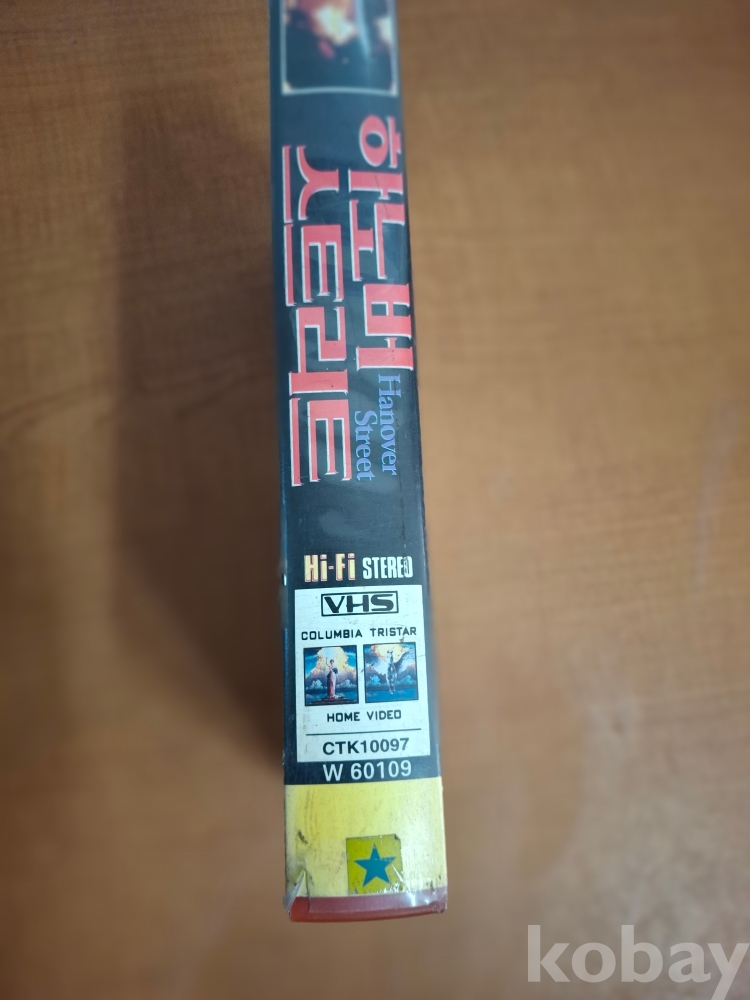 하노버
스트리트
Hanover
Street
Hi-Fi STEREO
VHS
COLUMBIA TRISTAR
HOME VIDEO
CTK10097
W 60109
kobay